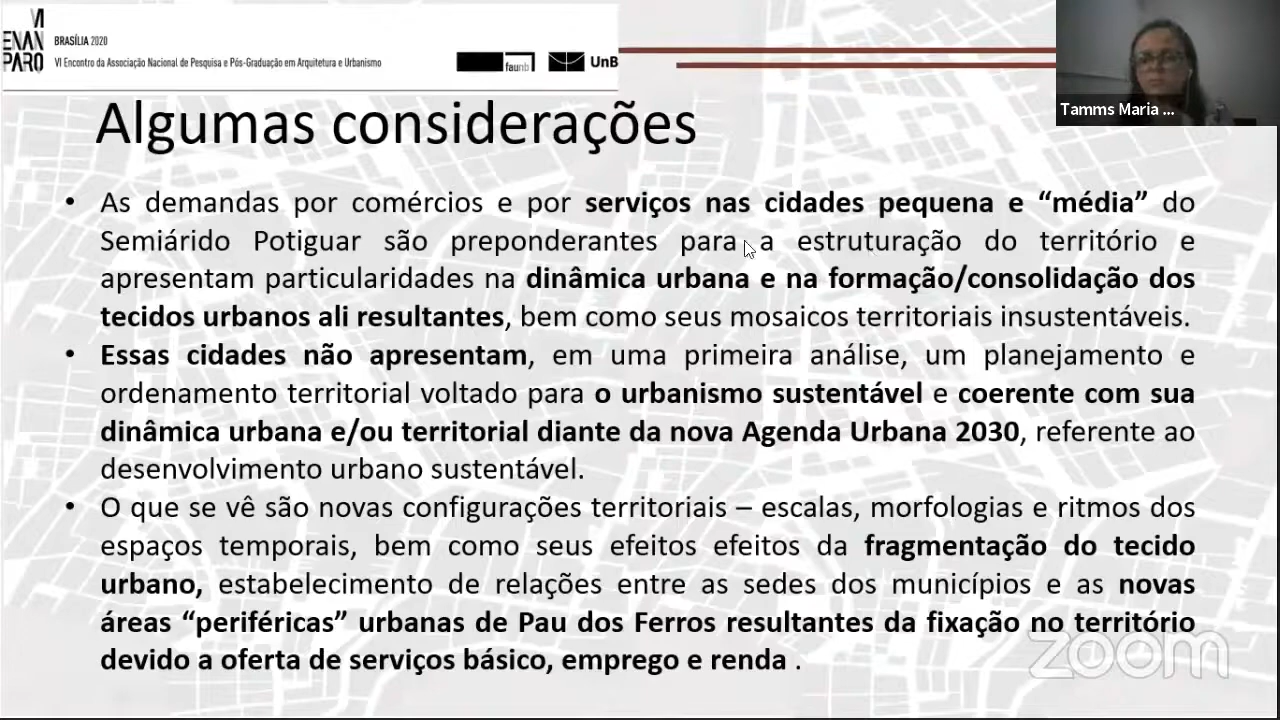 VI
ENAN
PARQ
BRASÍLIA 2020
VI Encontro da Associação Nacional de Pesquisa e Pós-Graduação em Arquitetura e Urbanismo
faunb
UnB
Tamms Maria ...
Algumas considerações
• As demandas por comércios e por serviços nas cidades pequena e “média” do
Semiárido Potiguar são preponderantes para a estruturação do território e
apresentam particularidades na dinâmica urbana e na formação/consolidação dos
tecidos urbanos ali resultantes, bem como seus mosaicos territoriais insustentáveis.
• Essas cidades não apresentam, em uma primeira análise, um planejamento e
ordenamento territorial voltado para o urbanismo sustentável e coerente com sua
dinâmica urbana e/ou territorial diante da nova Agenda Urbana 2030, referente ao
desenvolvimento urbano sustentável.
• O que se vê são novas configurações territoriais – escalas, morfologias e ritmos dos
espaços temporais, bem como seus efeitos efeitos da fragmentação do tecido
urbano, estabelecimento de relações entre as sedes dos municípios e as novas
áreas “periféricas” urbanas de Pau dos Ferros resultantes da fixação no território
devido a oferta de serviços básico, emprego e renda .
zoom